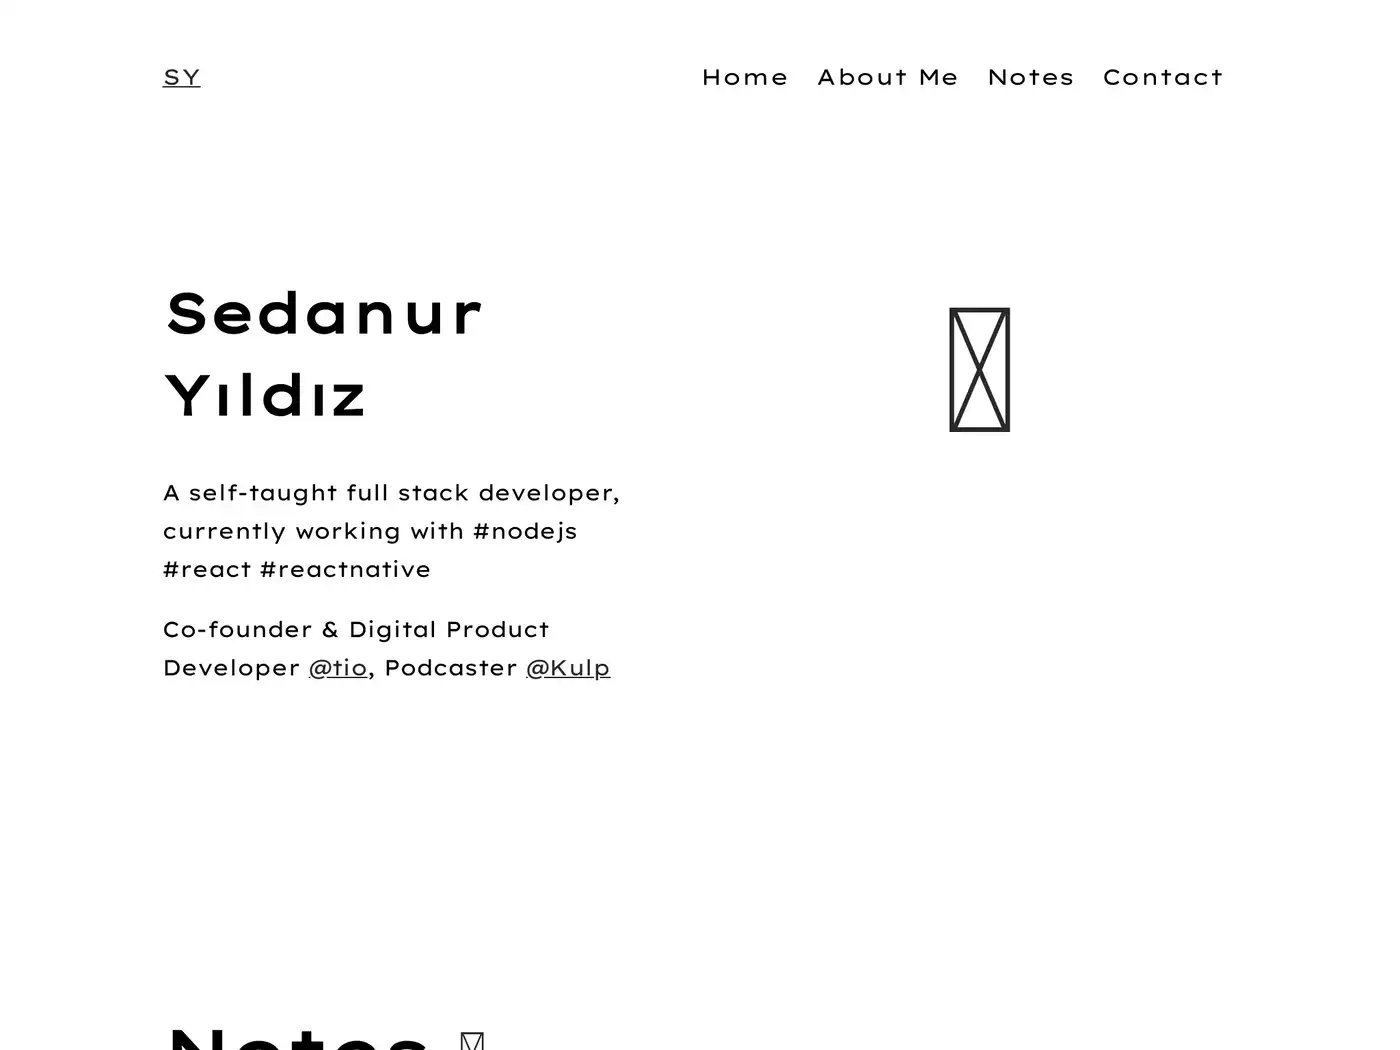 SY
Home About Me Notes Contact
Sedanur
Yıldız
A self-taught full stack developer,
currently working with #nodejs
#react #reactnative
Co-founder & Digital Product
Developer @tio, Podcaster @Kulp
Notes